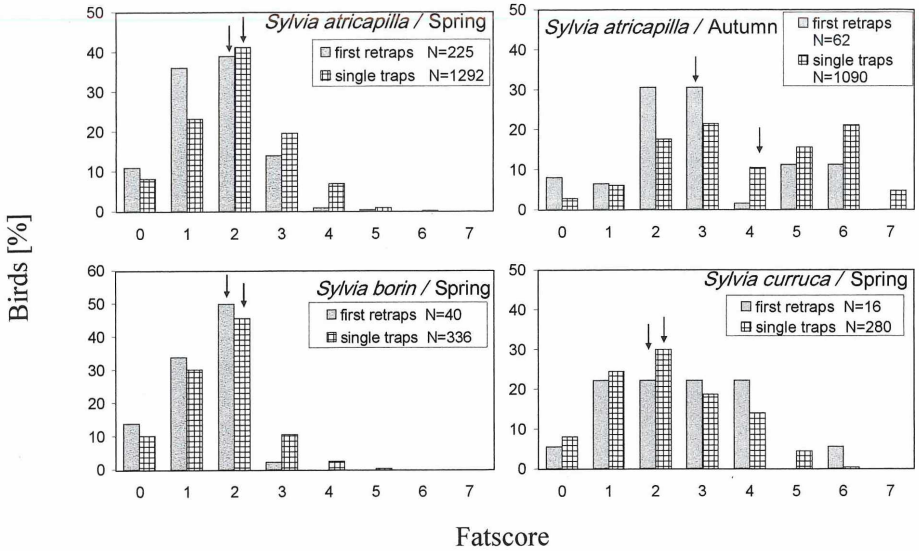 Birds [%]
Sylvia atricapilla / Spring
first retraps N=225
single traps N=1292
50
40
30
20
10
0
0 1 2 3 4 5 6 7
Sylvia atricapilla / Autumn
first retraps
N=62
single traps
N=1090
50
40
30
20
10
0
0 1 2 3 4 5 6 7
Sylvia borin / Spring
first retraps N=40
single traps N=336
60
50
40
30
20
10
0
0 1 2 3 4 5 6 7
Sylvia curruca / Spring
first retraps N=16
single traps N=280
50
40
30
20
10
0
0 1 2 3 4 5 6 7
Fatscore